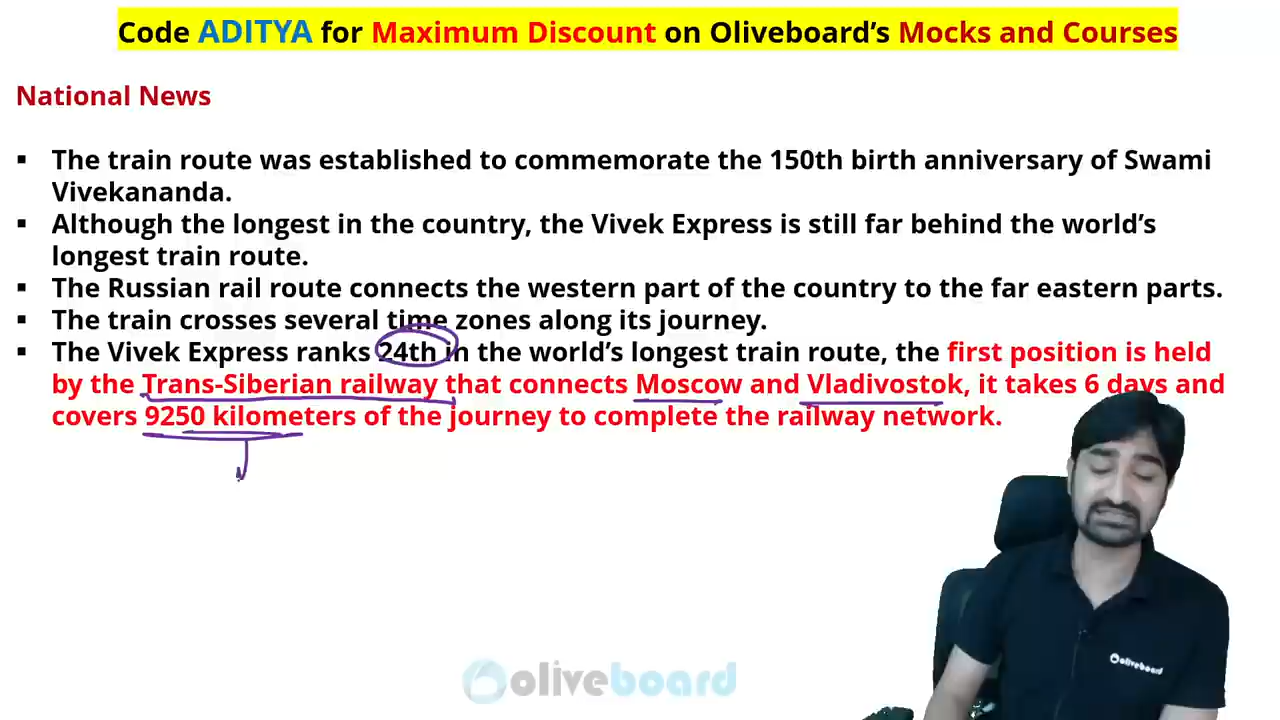 Code ADITYA for Maximum Discount on Oliveboard’s Mocks and Courses
National News
▪ The train route was established to commemorate the 150th birth anniversary of Swami
Vivekananda.
▪ Although the longest in the country, the Vivek Express is still far behind the world’s
longest train route.
▪ The Russian rail route connects the western part of the country to the far eastern parts.
▪ The train crosses several time zones along its journey.
▪ The Vivek Express ranks 24th in the world’s longest train route, the first position is held
by the Trans-Siberian railway that connects Moscow and Vladivostok, it takes 6 days and
covers 9250 kilometers of the journey to complete the railway network.
oliveboard
oliveboard